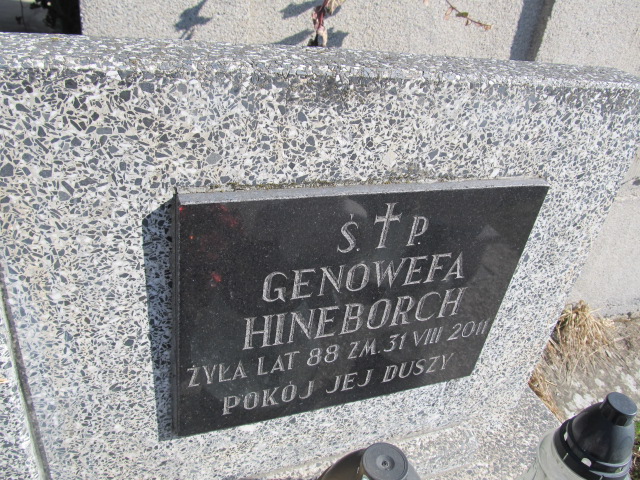 Ś. † P.
GENOWEFA
HINEBORCH
ŻYŁA LAT 88 ZM. 31 VIII 2011
POKÓJ JEJ DUSZY